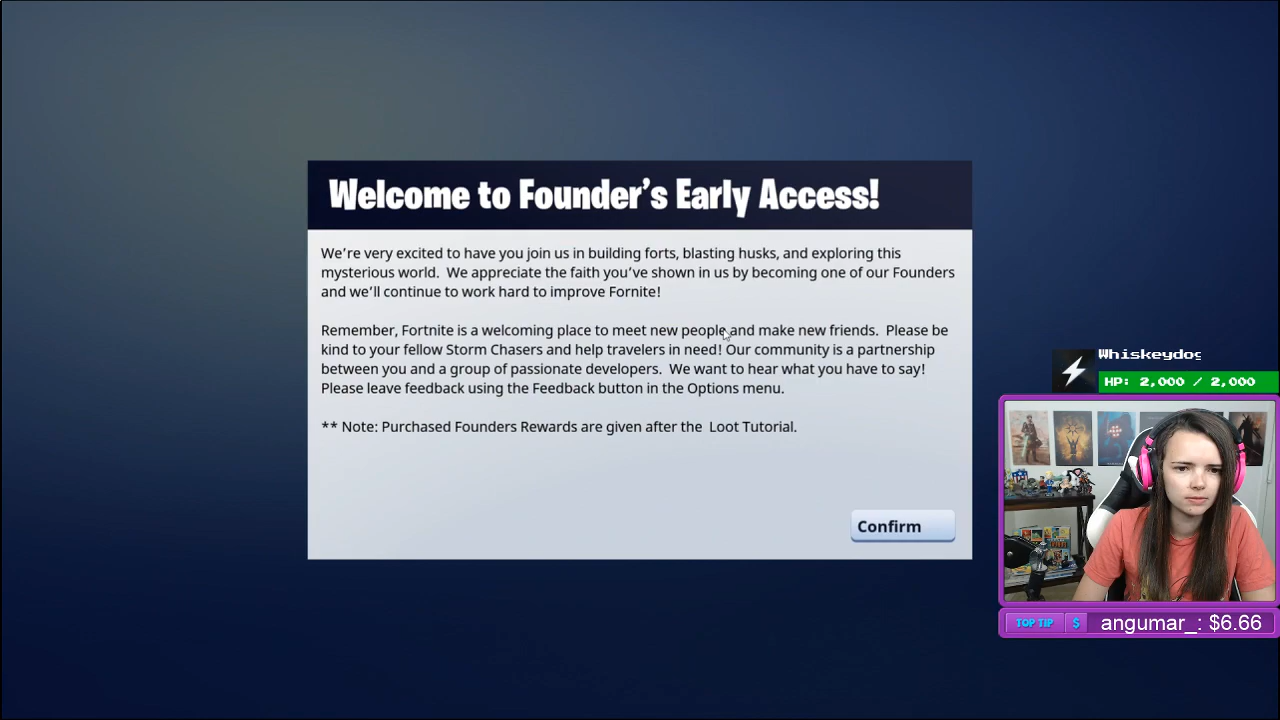 Welcome to Founder's Early Access!
We're very excited to have you join us in building forts, blasting husks, and exploring this
mysterious world. We appreciate the faith you've shown in us by becoming one of our Founders
and we'll continue to work hard to improve Fornite!
Remember, Fortnite is a welcoming place to meet new people and make new friends. Please be
kind to your fellow Storm Chasers and help travelers in need! Our community is a partnership
between you and a group of passionate developers. We want to hear what you have to say!
Please leave feedback using the Feedback button in the Options menu.
** Note: Purchased Founders Rewards are given after the Loot Tutorial.
Confirm
Whiskeydog
HP: 2,000 / 2,000
TOP TIP $ angumar_: $6.66